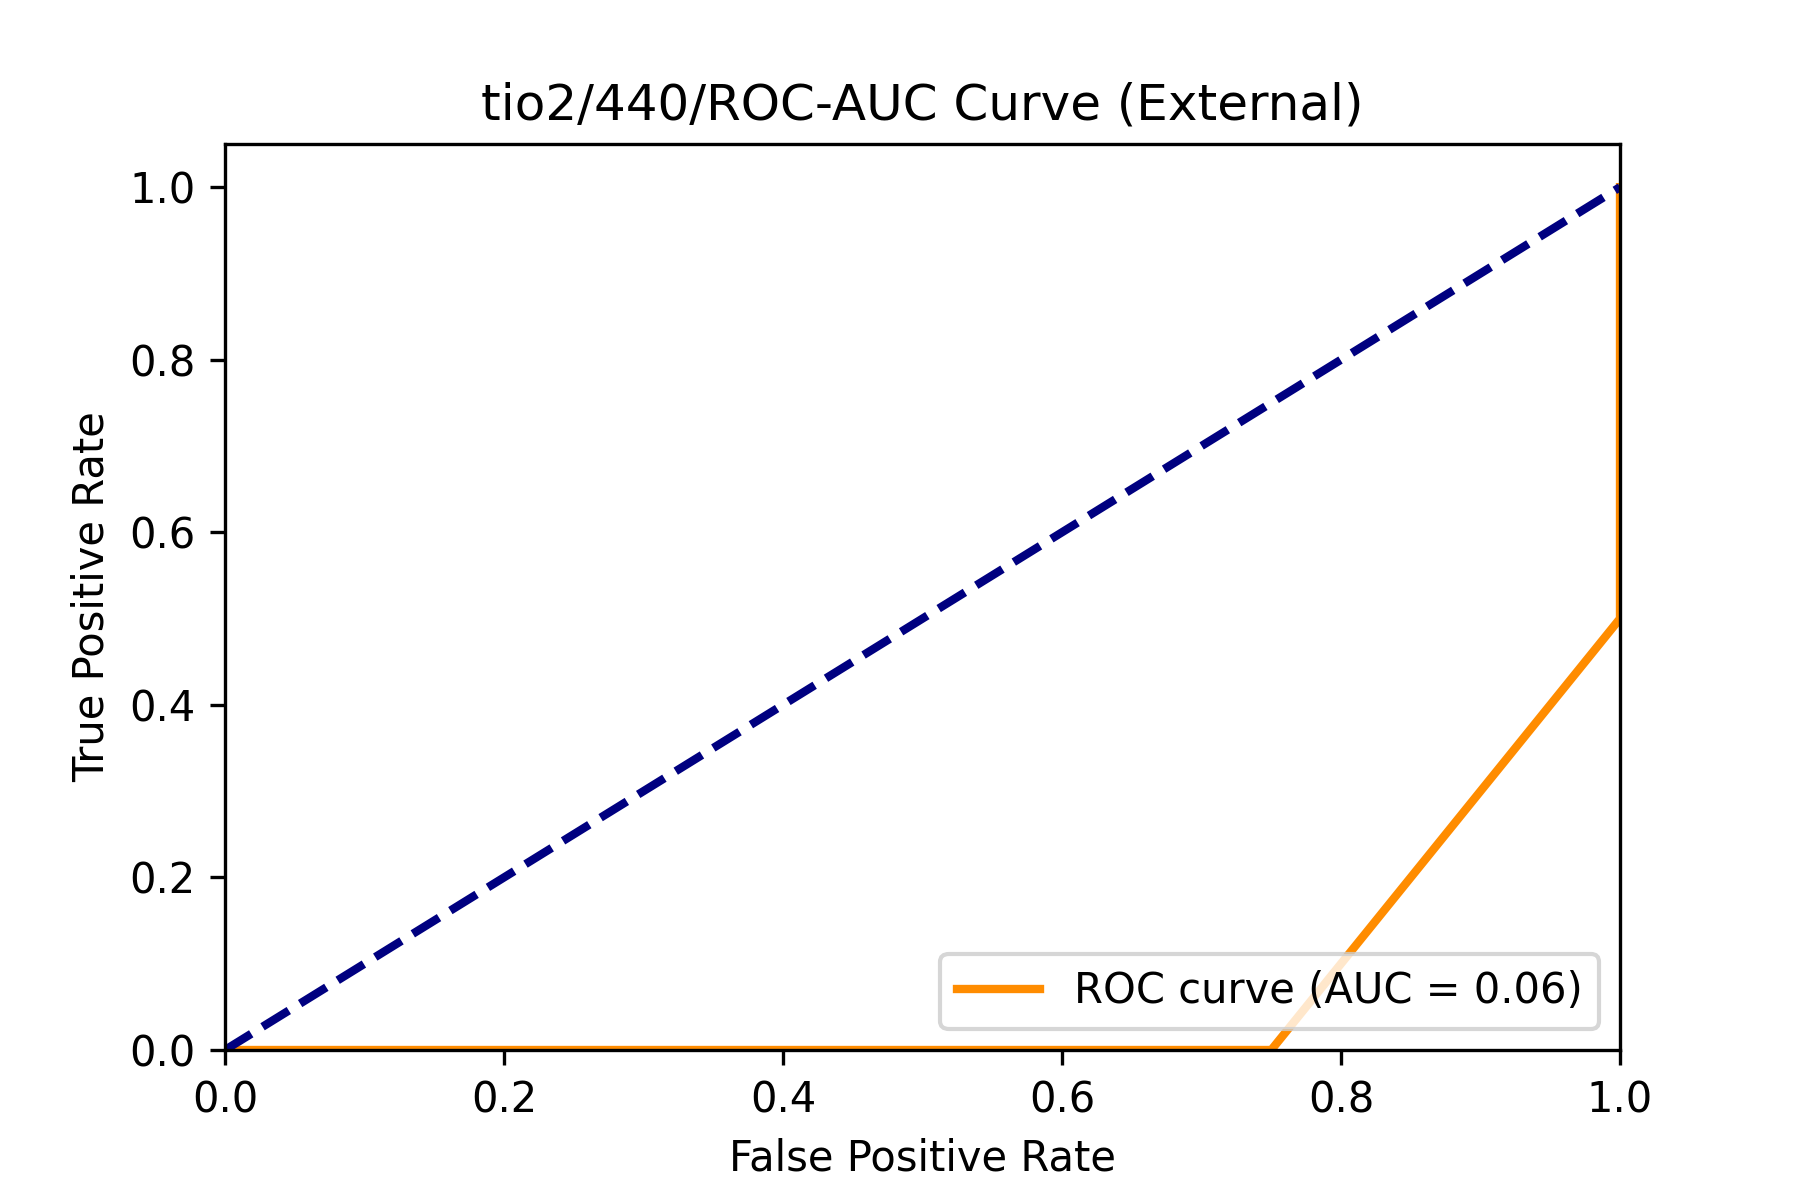 tio2/440/ROC-AUC Curve (External)
True Positive Rate
1.0
0.8
0.6
0.4
0.2
0.0
ROC curve (AUC = 0.06)
0.0 0.2 0.4 0.6 0.8 1.0
False Positive Rate